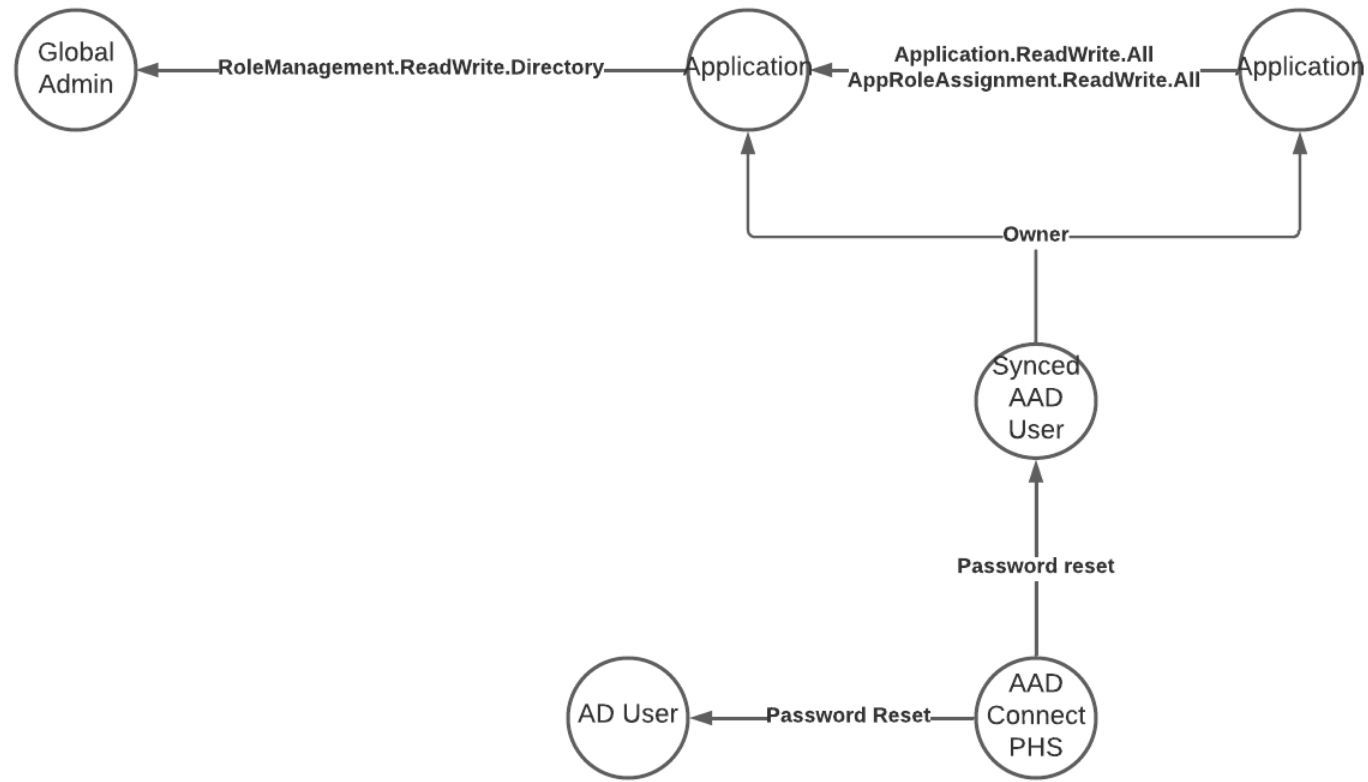 Global
Admin
RoleManagement.ReadWrite.Directory
Application
Application.ReadWrite.All
AppRoleAssignment.ReadWrite.All
Application
Owner
Synced
AAD
User
Password reset
AD User
Password Reset
AAD
Connect
PHS